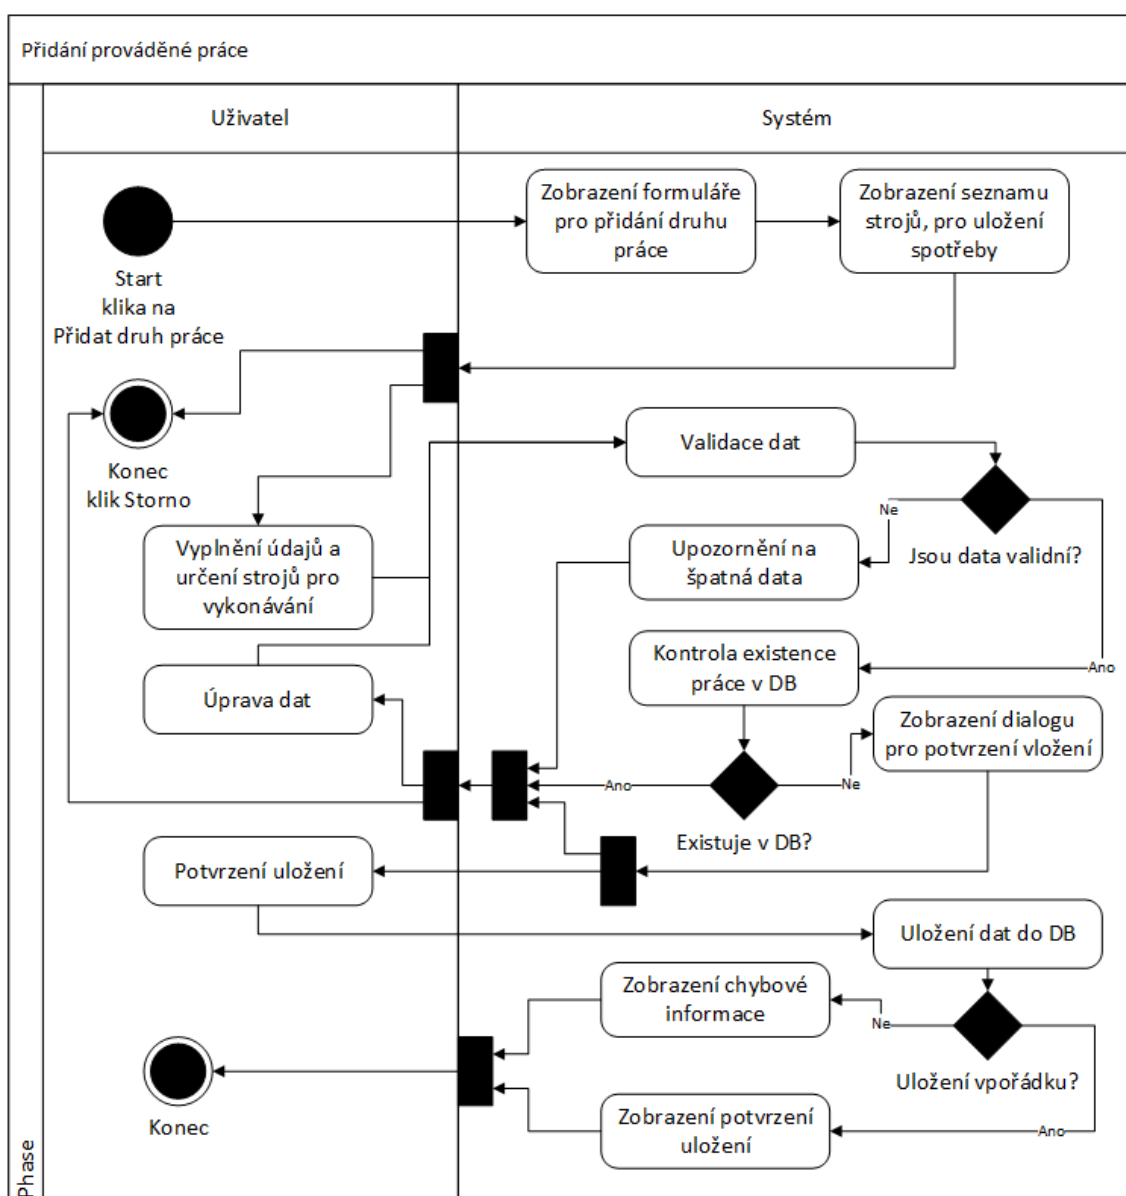 Přidání prováděné práce
Uživatel
Systém
Zobrazení formuláře
pro přidání druhu
práce
Zobrazení seznamu
strojů, pro uložení
spotřeby
Start
klika na
Přidat druh práce
Konec
klik Storno
Validace dat
Ne
Jsou data validní?
Vyplnění údajů a
určení strojů pro
vykonávání
Upozornění na
špatná data
Kontrola existence
práce v DB
Ano
Úprava dat
Zobrazení dialogu
pro potvrzení vložení
Ano
Ne
Existuje v DB?
Potvrzení uložení
Uložení dat do DB
Zobrazení chybové
informace
Ne
Uložení vpořádku?
Konec
Zobrazení potvrzení
uložení
Ano
Phase